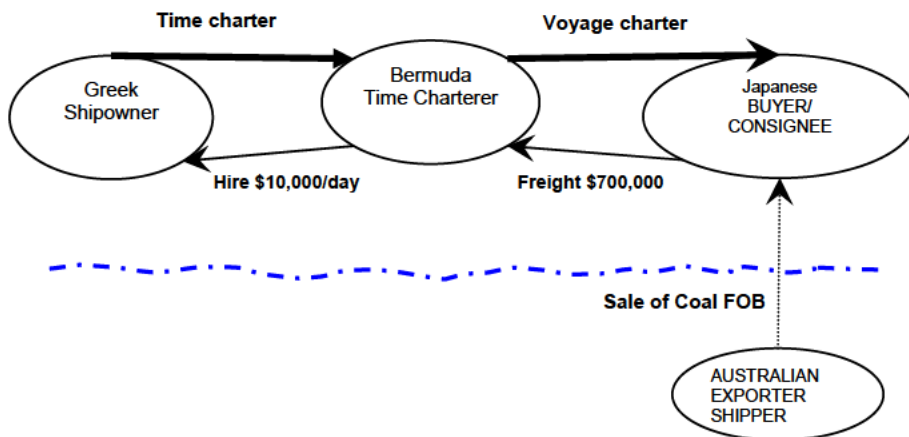 Time charter
Voyage charter
Greek
Shipowner
Bermuda
Time Charterer
Japanese
BUYER/
CONSIGNEE
Hire $10,000/day
Freight $700,000
Sale of Coal FOB
AUSTRALIAN
EXPORTER
SHIPPER